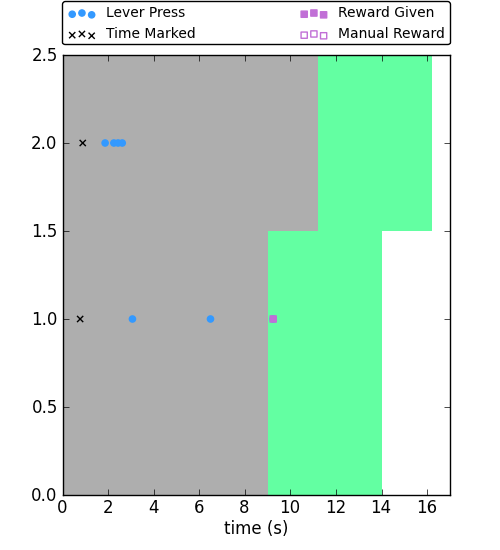 Lever Press
Reward Given
Time Marked
Manual Reward
2.5
2.0
1.5
1.0
0.5
0.0
0 2 4 6 8 10 12 14 16
time (s)